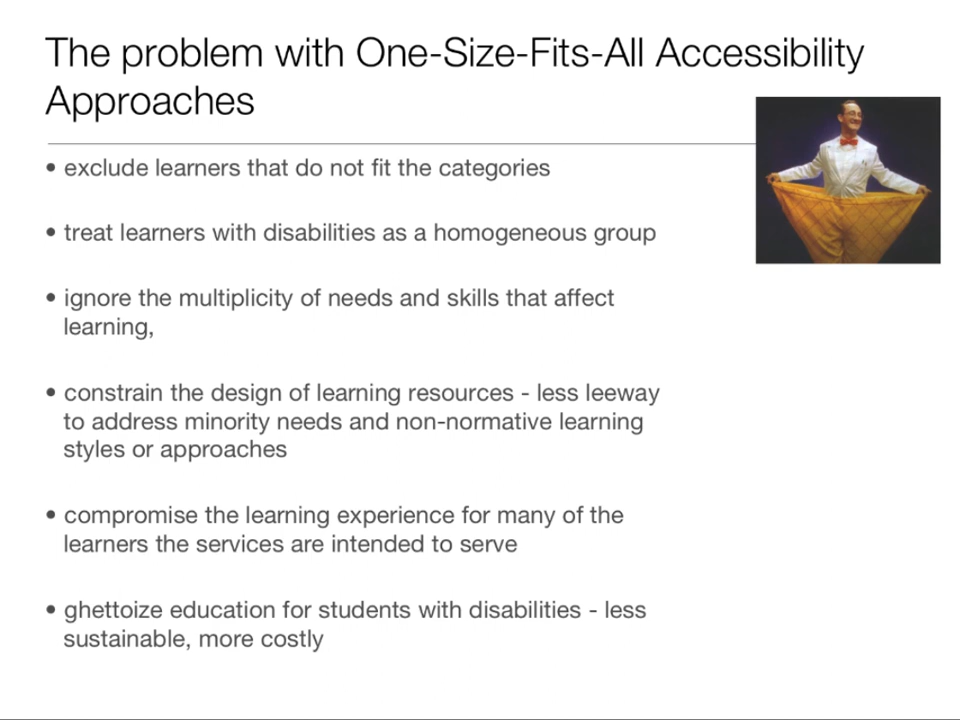 The problem with One-Size-Fits-All Accessibility
Approaches
• exclude learners that do not fit the categories
• treat learners with disabilities as a homogeneous group
• ignore the multiplicity of needs and skills that affect
learning,
• constrain the design of learning resources - less leeway
to address minority needs and non-normative learning
styles or approaches
• compromise the learning experience for many of the
learners the services are intended to serve
• ghettoize education for students with disabilities - less
sustainable, more costly